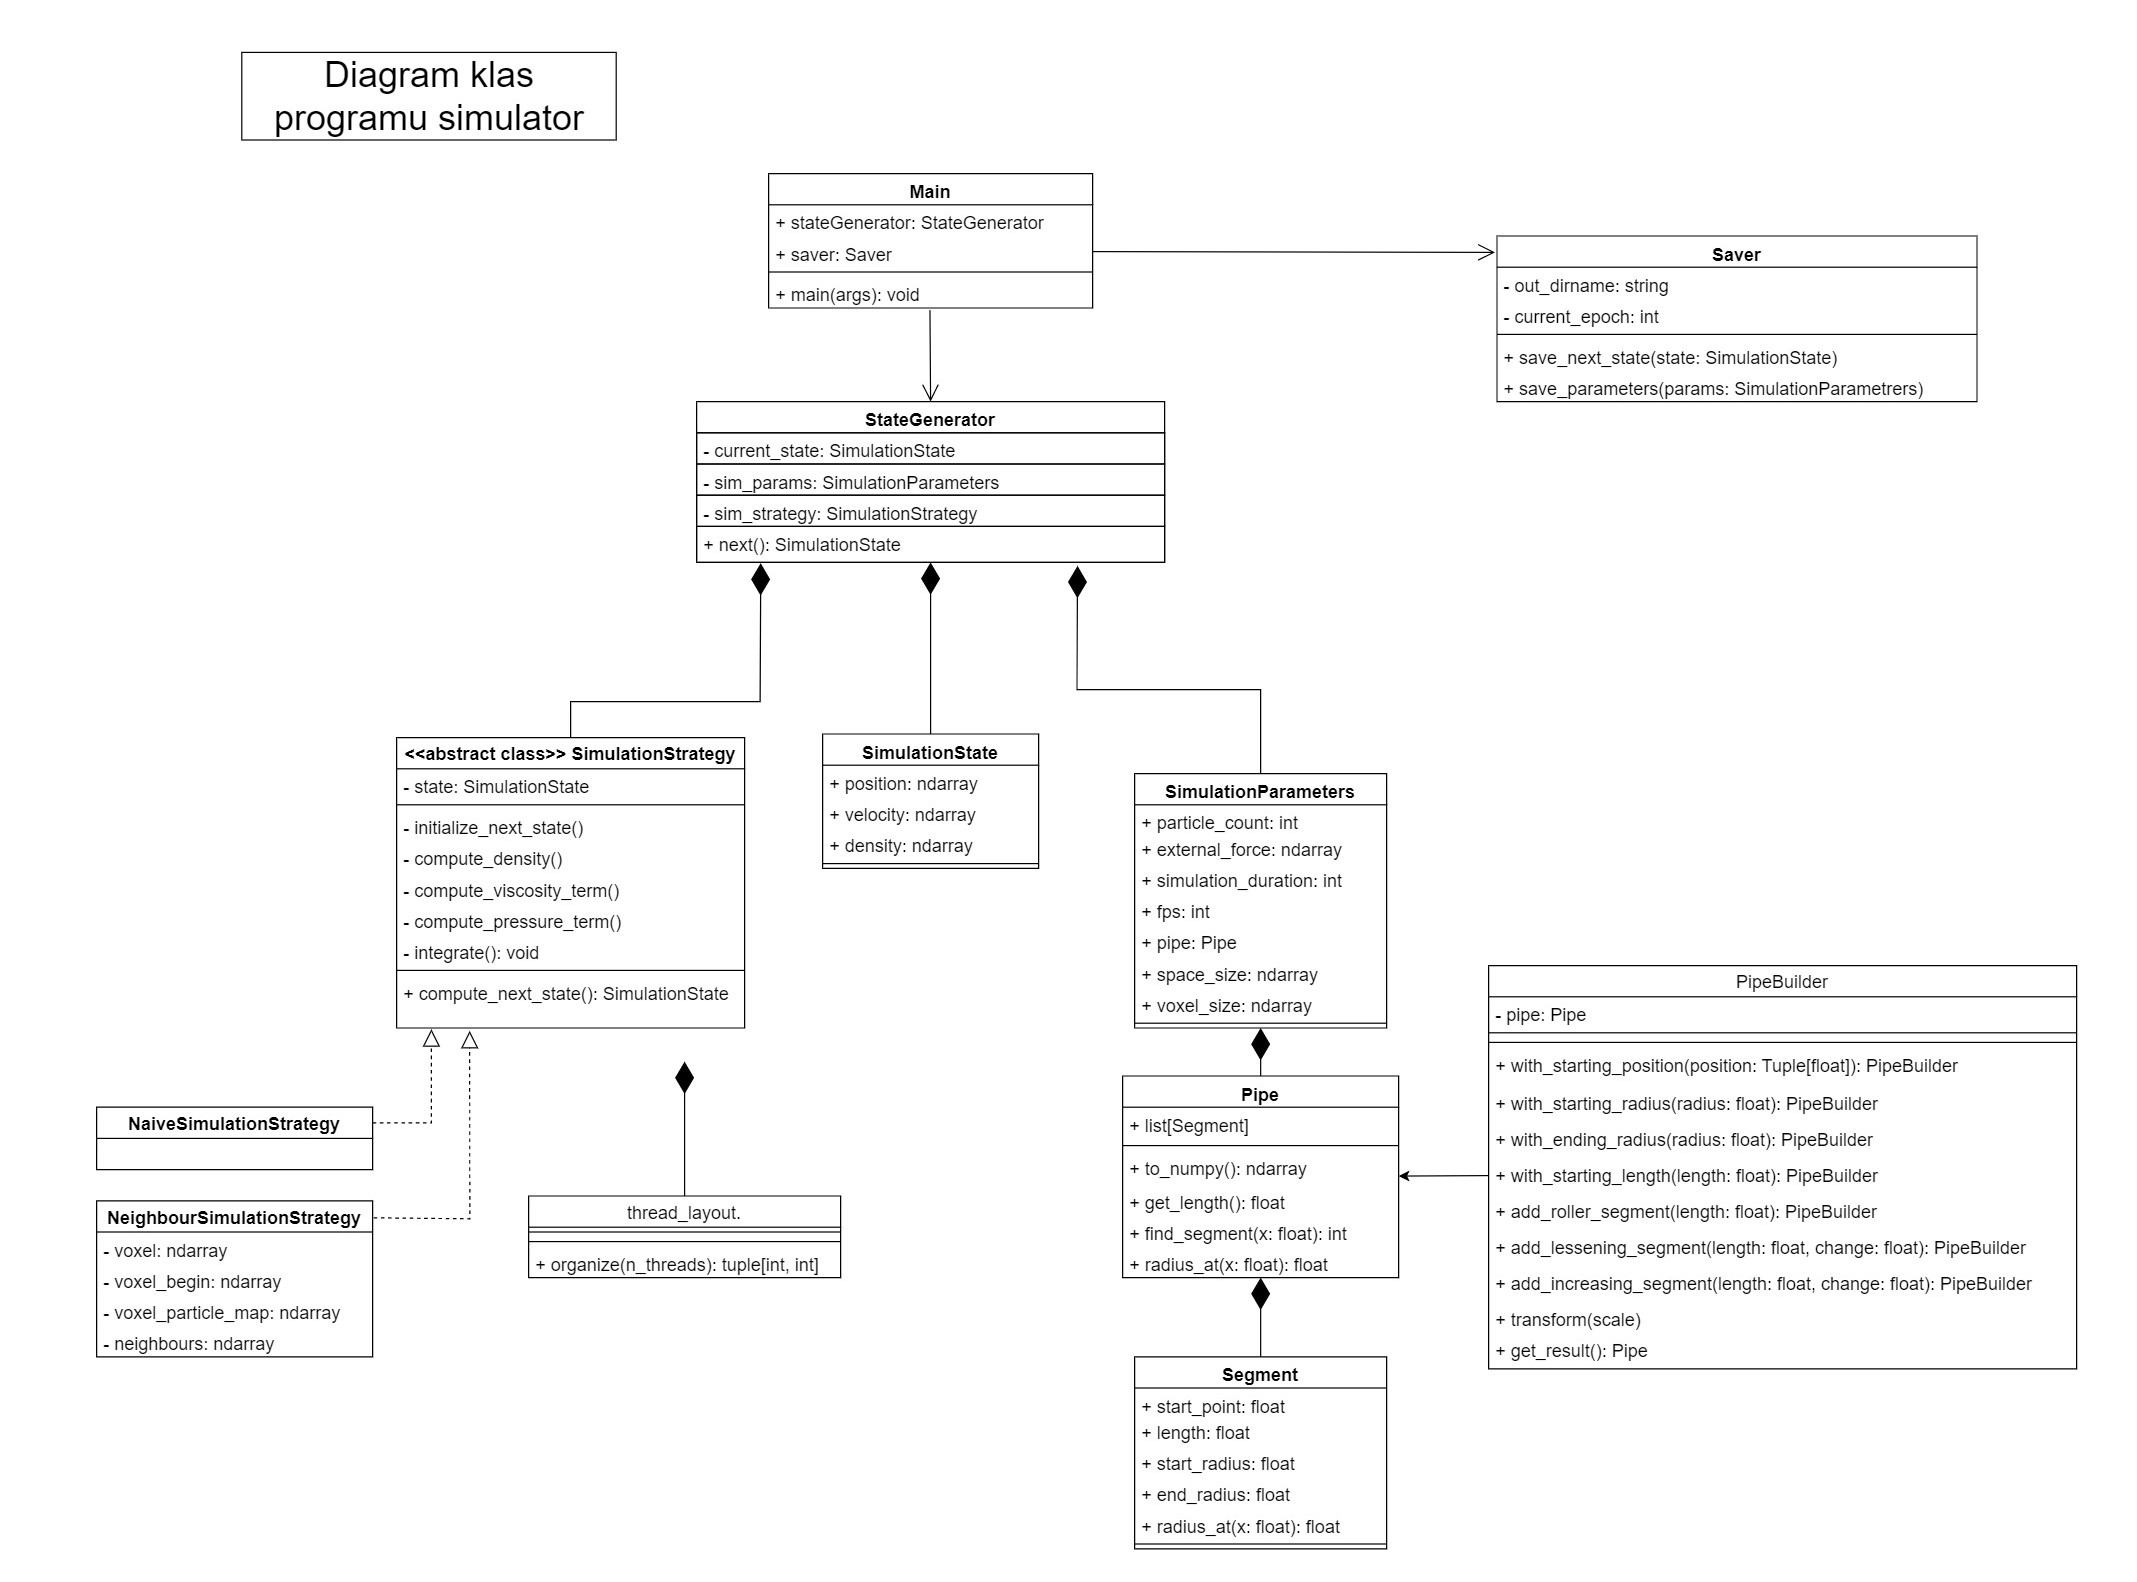 Diagram klas
programu simulator
Main
+ stateGenerator: StateGenerator
+ saver: Saver
+ main(args): void
Saver
- out_dirname: string
- current_epoch: int
+ save_next_state(state: SimulationState)
+ save_parameters(params: SimulationParametrers)
StateGenerator
- current_state: SimulationState
- sim_params: SimulationParameters
- sim_strategy: SimulationStrategy
+ next(): SimulationState
<<abstract class>> SimulationStrategy
- state: SimulationState
- initialize_next_state()
- compute_density()
- compute_viscosity_term()
- compute_pressure_term()
- integrate(): void
+ compute_next_state(): SimulationState
SimulationState
+ position: ndarray
+ velocity: ndarray
+ density: ndarray
SimulationParameters
+ particle_count: int
+ external_force: ndarray
+ simulation_duration: int
+ fps: int
+ pipe: Pipe
+ space_size: ndarray
+ voxel_size: ndarray
PipeBuilder
- pipe: Pipe
+ with_starting_position(position: Tuple[float]): PipeBuilder
+ with_starting_radius(radius: float): PipeBuilder
+ with_ending_radius(radius: float): PipeBuilder
+ with_starting_length(length: float): PipeBuilder
+ add_roller_segment(length: float): PipeBuilder
+ add_lessening_segment(length: float, change: float): PipeBuilder
+ add_increasing_segment(length: float, change: float): PipeBuilder
+ transform(scale)
+ get_result(): Pipe
NaiveSimulationStrategy
NeighbourSimulationStrategy
- voxel: ndarray
- voxel_begin: ndarray
- voxel_particle_map: ndarray
- neighbours: ndarray
thread_layout.
+ organize(n_threads): tuple[int, int]
Pipe
+ list[Segment]
+ to_numpy(): ndarray
+ get_length(): float
+ find_segment(x: float): int
+ radius_at(x: float): float
Segment
+ start_point: float
+ length: float
+ start_radius: float
+ end_radius: float
+ radius_at(x: float): float